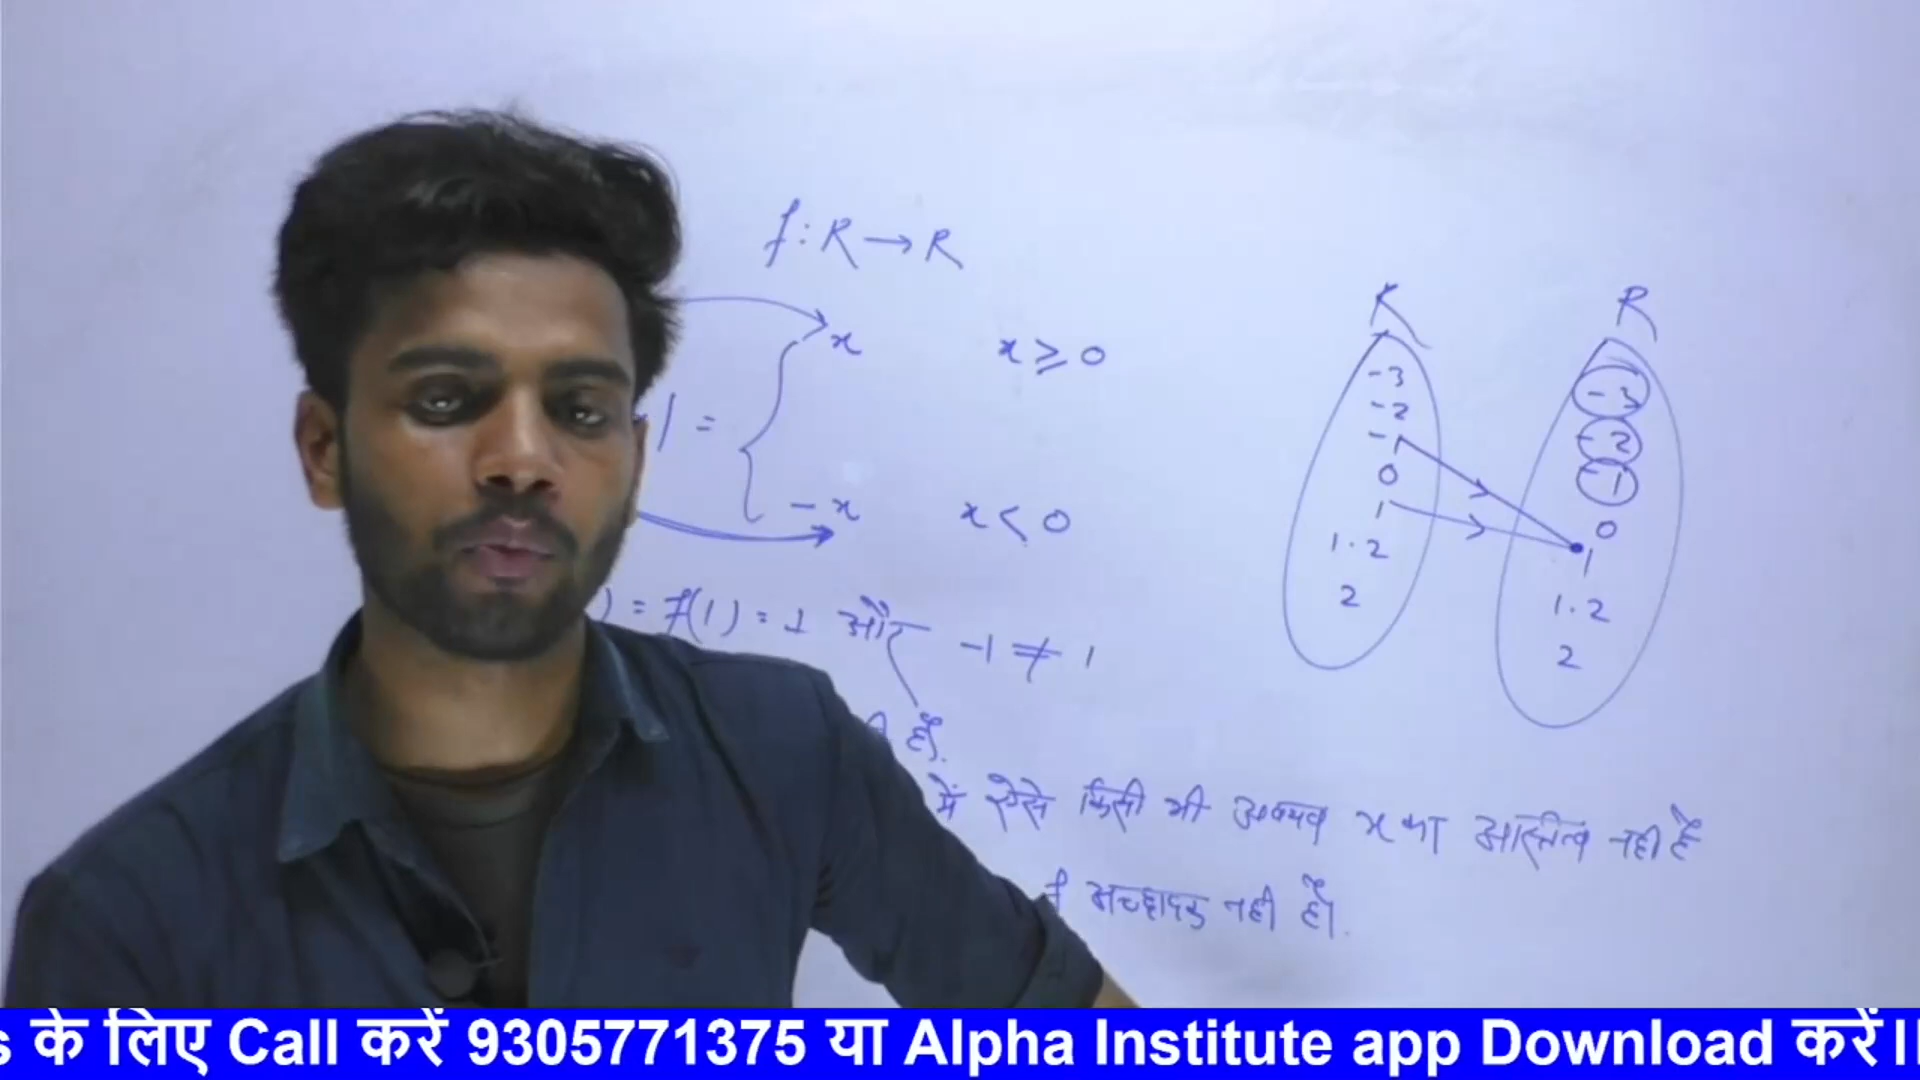 f : R → R
x x ≥ 0
| =
-x x < 0
) = f(1) = 1 और -1 ≠ 1
है।
में ऐसे किसी भी अवयव x का अस्तित्व नही है
आच्छादक नही है।
R R
-3 -3
-2 -2
-1 -1
0 0
1 1
1.2 1.2
2 2
के लिए Call करें 9305771375 या Alpha Institute app Download करें।